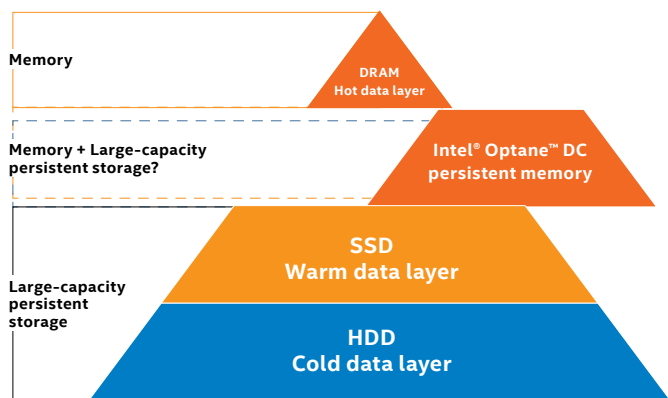 Memory
DRAM
Hot data layer
Memory + Large-capacity
persistent storage?
Intel® Optane™ DC
persistent memory
SSD
Warm data layer
Large-capacity
persistent
storage
HDD
Cold data layer